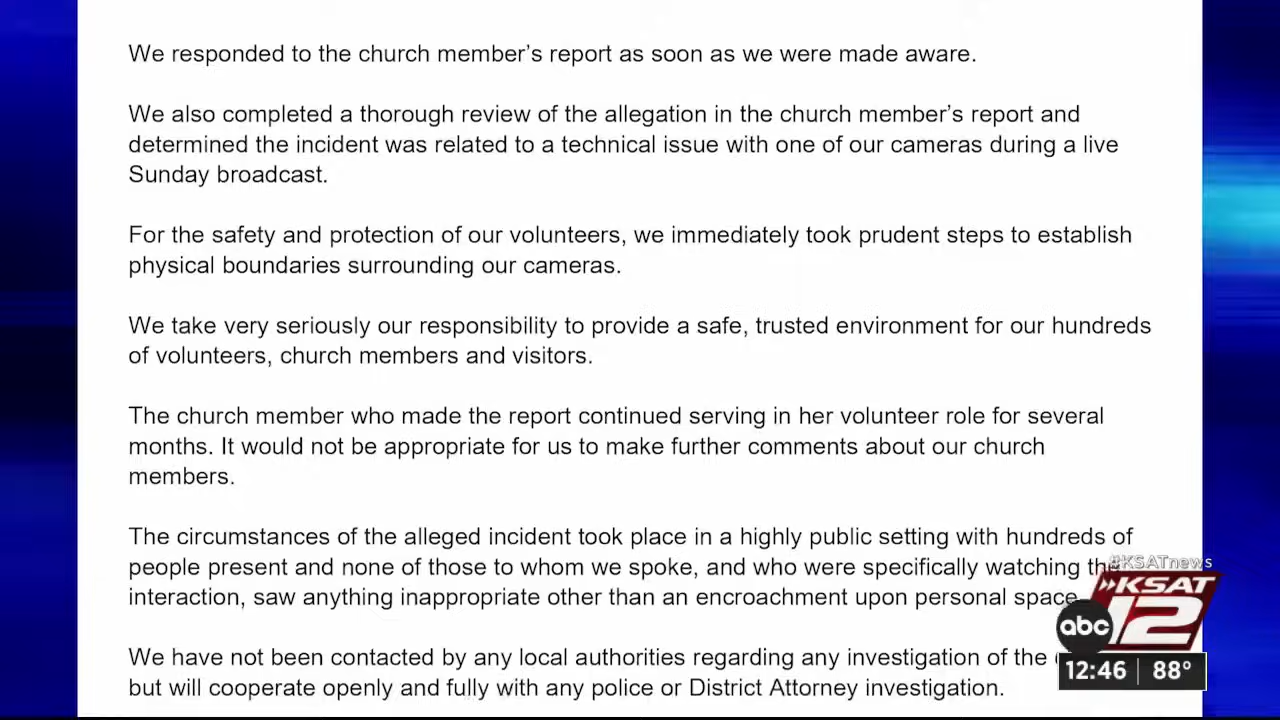 We responded to the church member’s report as soon as we were made aware.
We also completed a thorough review of the allegation in the church member’s report and
determined the incident was related to a technical issue with one of our cameras during a live
Sunday broadcast.
For the safety and protection of our volunteers, we immediately took prudent steps to establish
physical boundaries surrounding our cameras.
We take very seriously our responsibility to provide a safe, trusted environment for our hundreds
of volunteers, church members and visitors.
The church member who made the report continued serving in her volunteer role for several
months. It would not be appropriate for us to make further comments about our church
members.
The circumstances of the alleged incident took place in a highly public setting with hundreds of
people present and none of those to whom we spoke, and who were specifically watching the
interaction, saw anything inappropriate other than an encroachment upon personal space
We have not been contacted by any local authorities regarding any investigation of the
but will cooperate openly and fully with any police or District Attorney investigation.
#KSATnews
KSAT
abc 12
12:46 88°